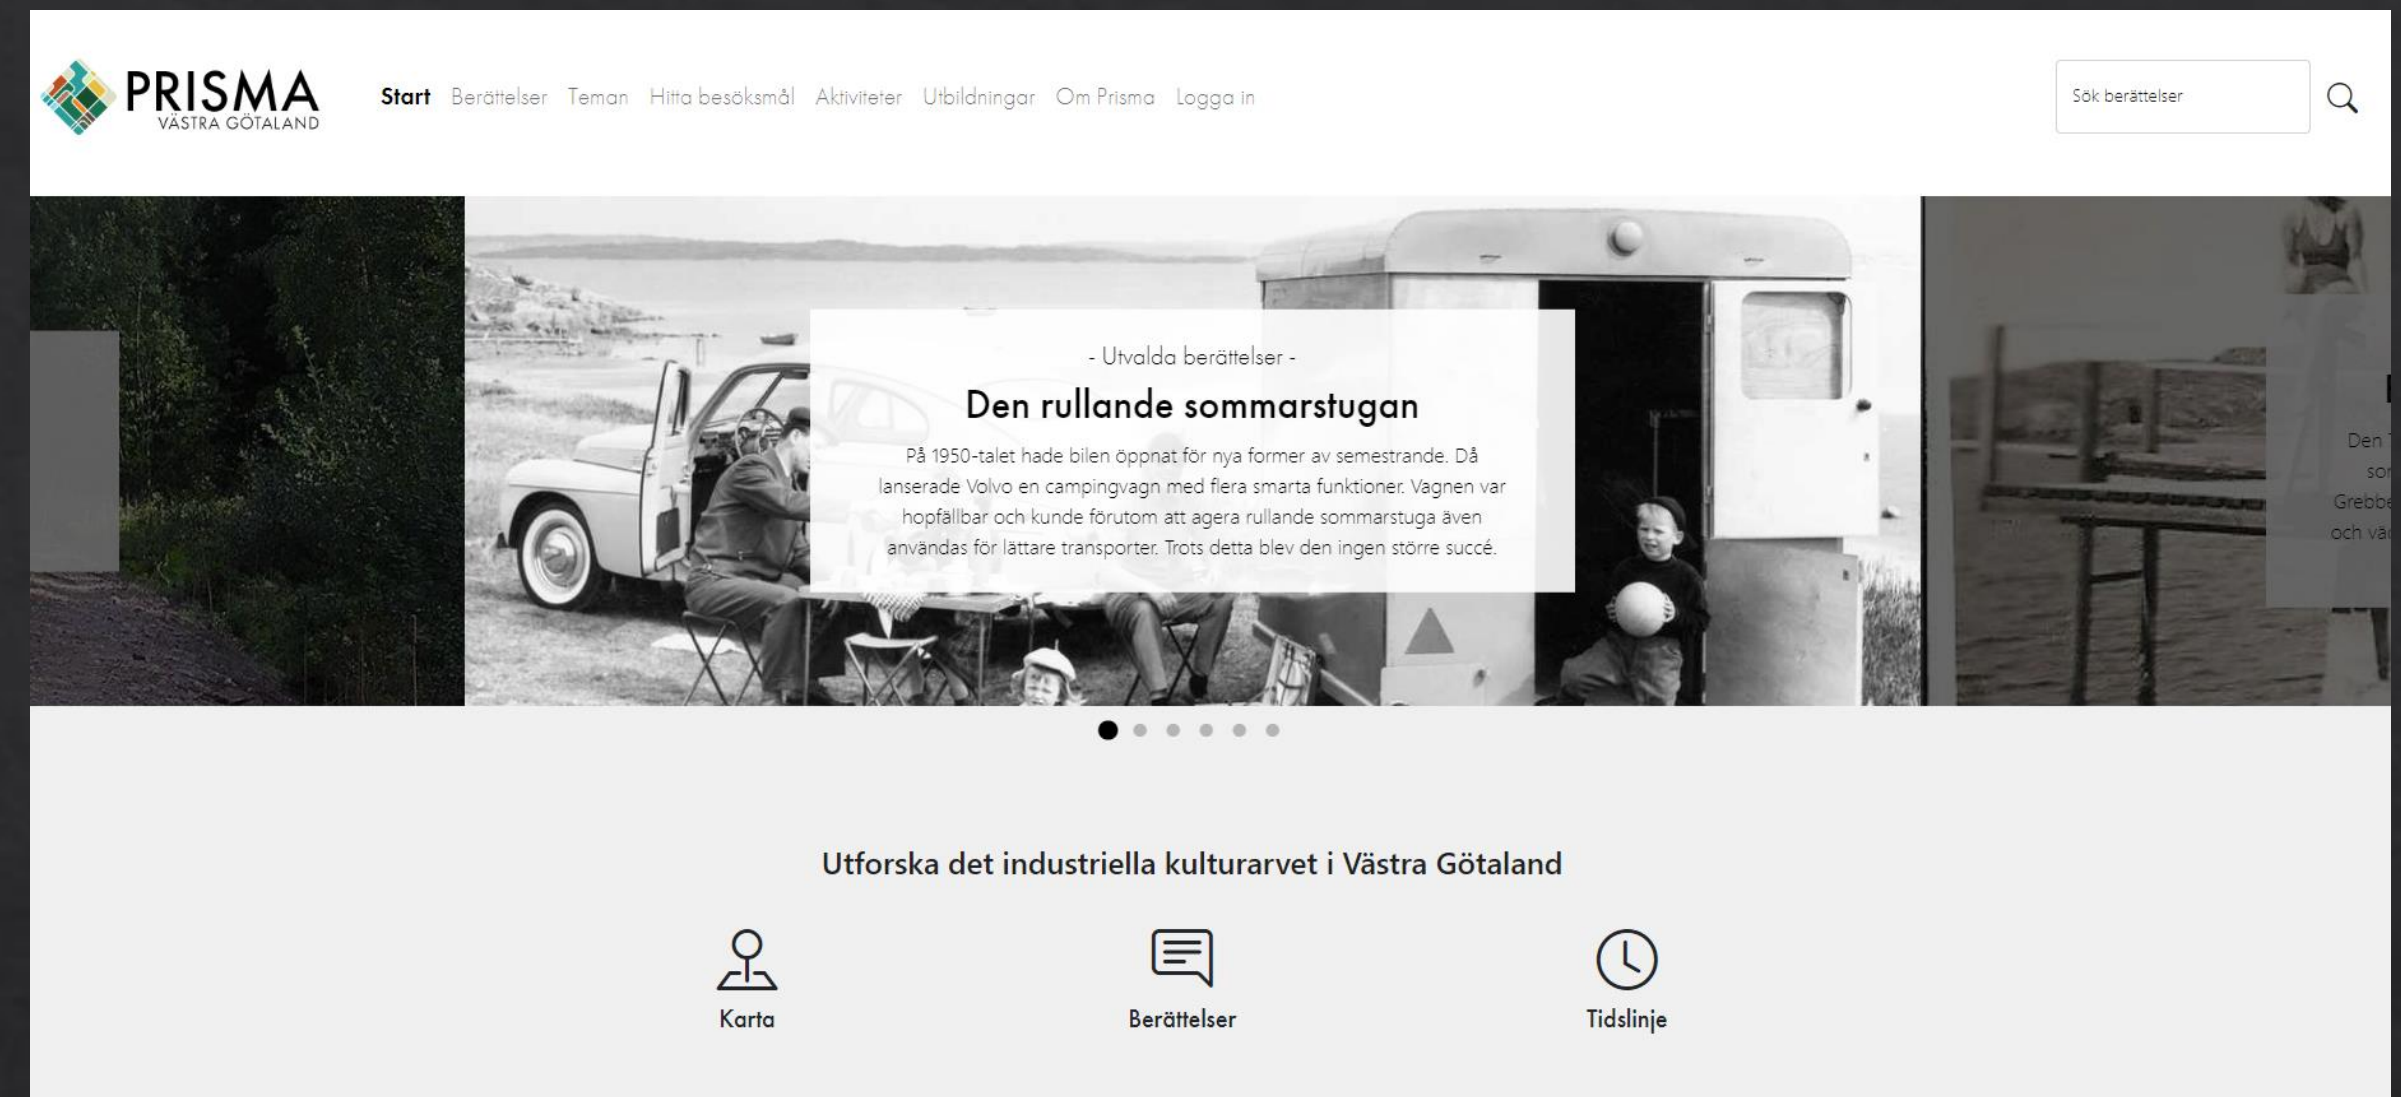 PRISMA
VÄSTRA GÖTALAND
Start Berättelser Teman Hitta besöksmål Aktiviteter Utbildningar Om Prisma Logga in
Sök berättelser
- Utvalda berättelser -
Den rullande sommarstugan
På 1950-talet hade bilen öppnat för nya former av semestrande. Då
lanserade Volvo en campingvagn med flera smarta funktioner. Vagnen var
hopfällbar och kunde förutom att agera rullande sommarstuga även
användas för lättare transporter. Trots detta blev den ingen större succé.
Den
och
Utforska det industriella kulturarvet i Västra Götaland
Karta
Berättelser
Tidslinje